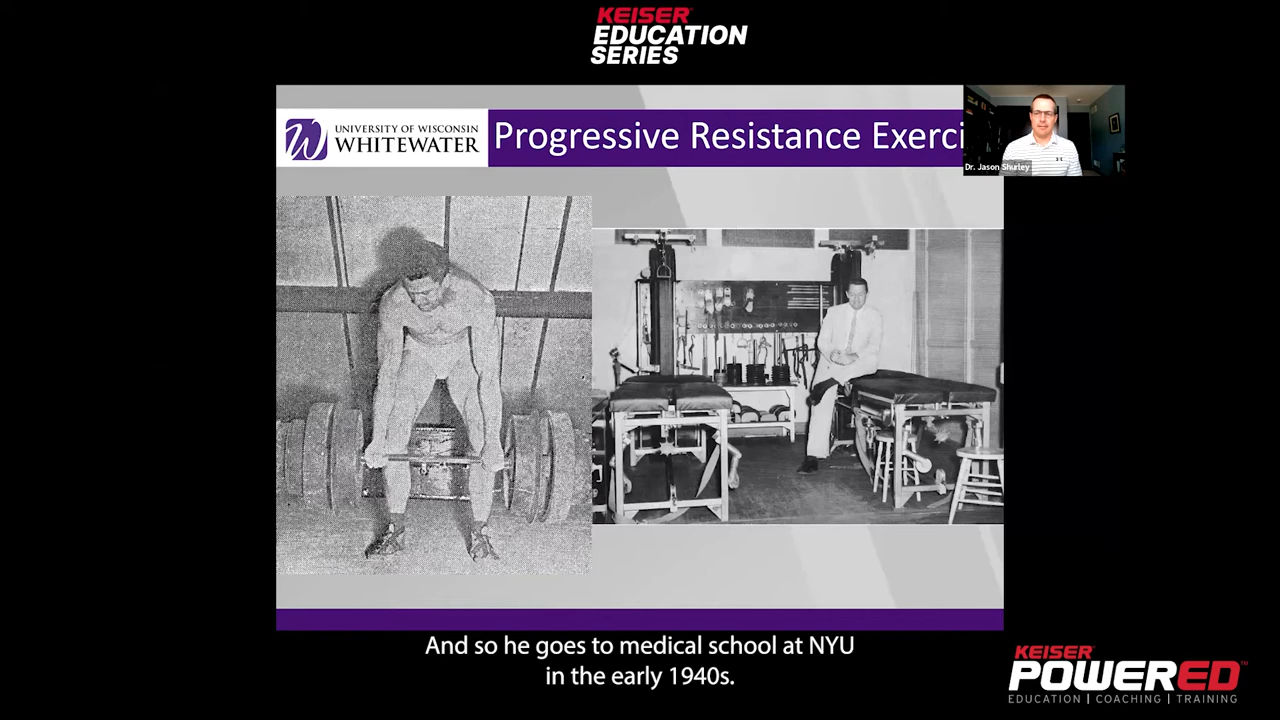 KEISER
EDUCATION
SERIES
UNIVERSITY OF WISCONSIN
WHITEWATER
Progressive Resistance Exerci
Dr. Jason Shurley
And so he goes to medical school at NYU
in the early 1940s.
KEISER
POWERED™
EDUCATION | COACHING | TRAINING